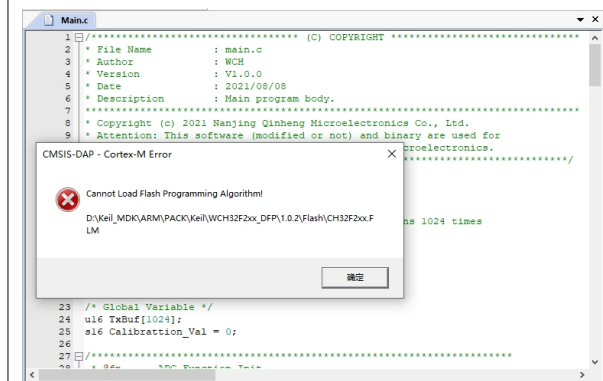 Main.c
1 /********************************* (C) COPYRIGHT *******************************
2 * File Name : main.c
3 * Author : WCH
4 * Version : V1.0.0
5 * Date : 2021/08/08
6 * Description : Main program body.
7 *********************************************************************************
8 * Copyright (c) 2021 Nanjing Qinheng Microelectronics Co., Ltd.
9 * Attention: This software (modified or not) and binary are used for
croelectronics.
*******************************/
CMSIS-DAP - Cortex-M Error
Cannot Load Flash Programming Algorithm!
D:\Keil_MDK\ARM\PACK\Keil\WCH32F2xx_DFP\1.0.2\Flash\CH32F2xx.F
LM
ns 1024 times
确定
23 /* Global Variable */
24 u16 TxBuf[1024];
25 s16 Calibrattion_Val = 0;
26
27 /*********************************************************************
28 * @fn ADC_Function_Init